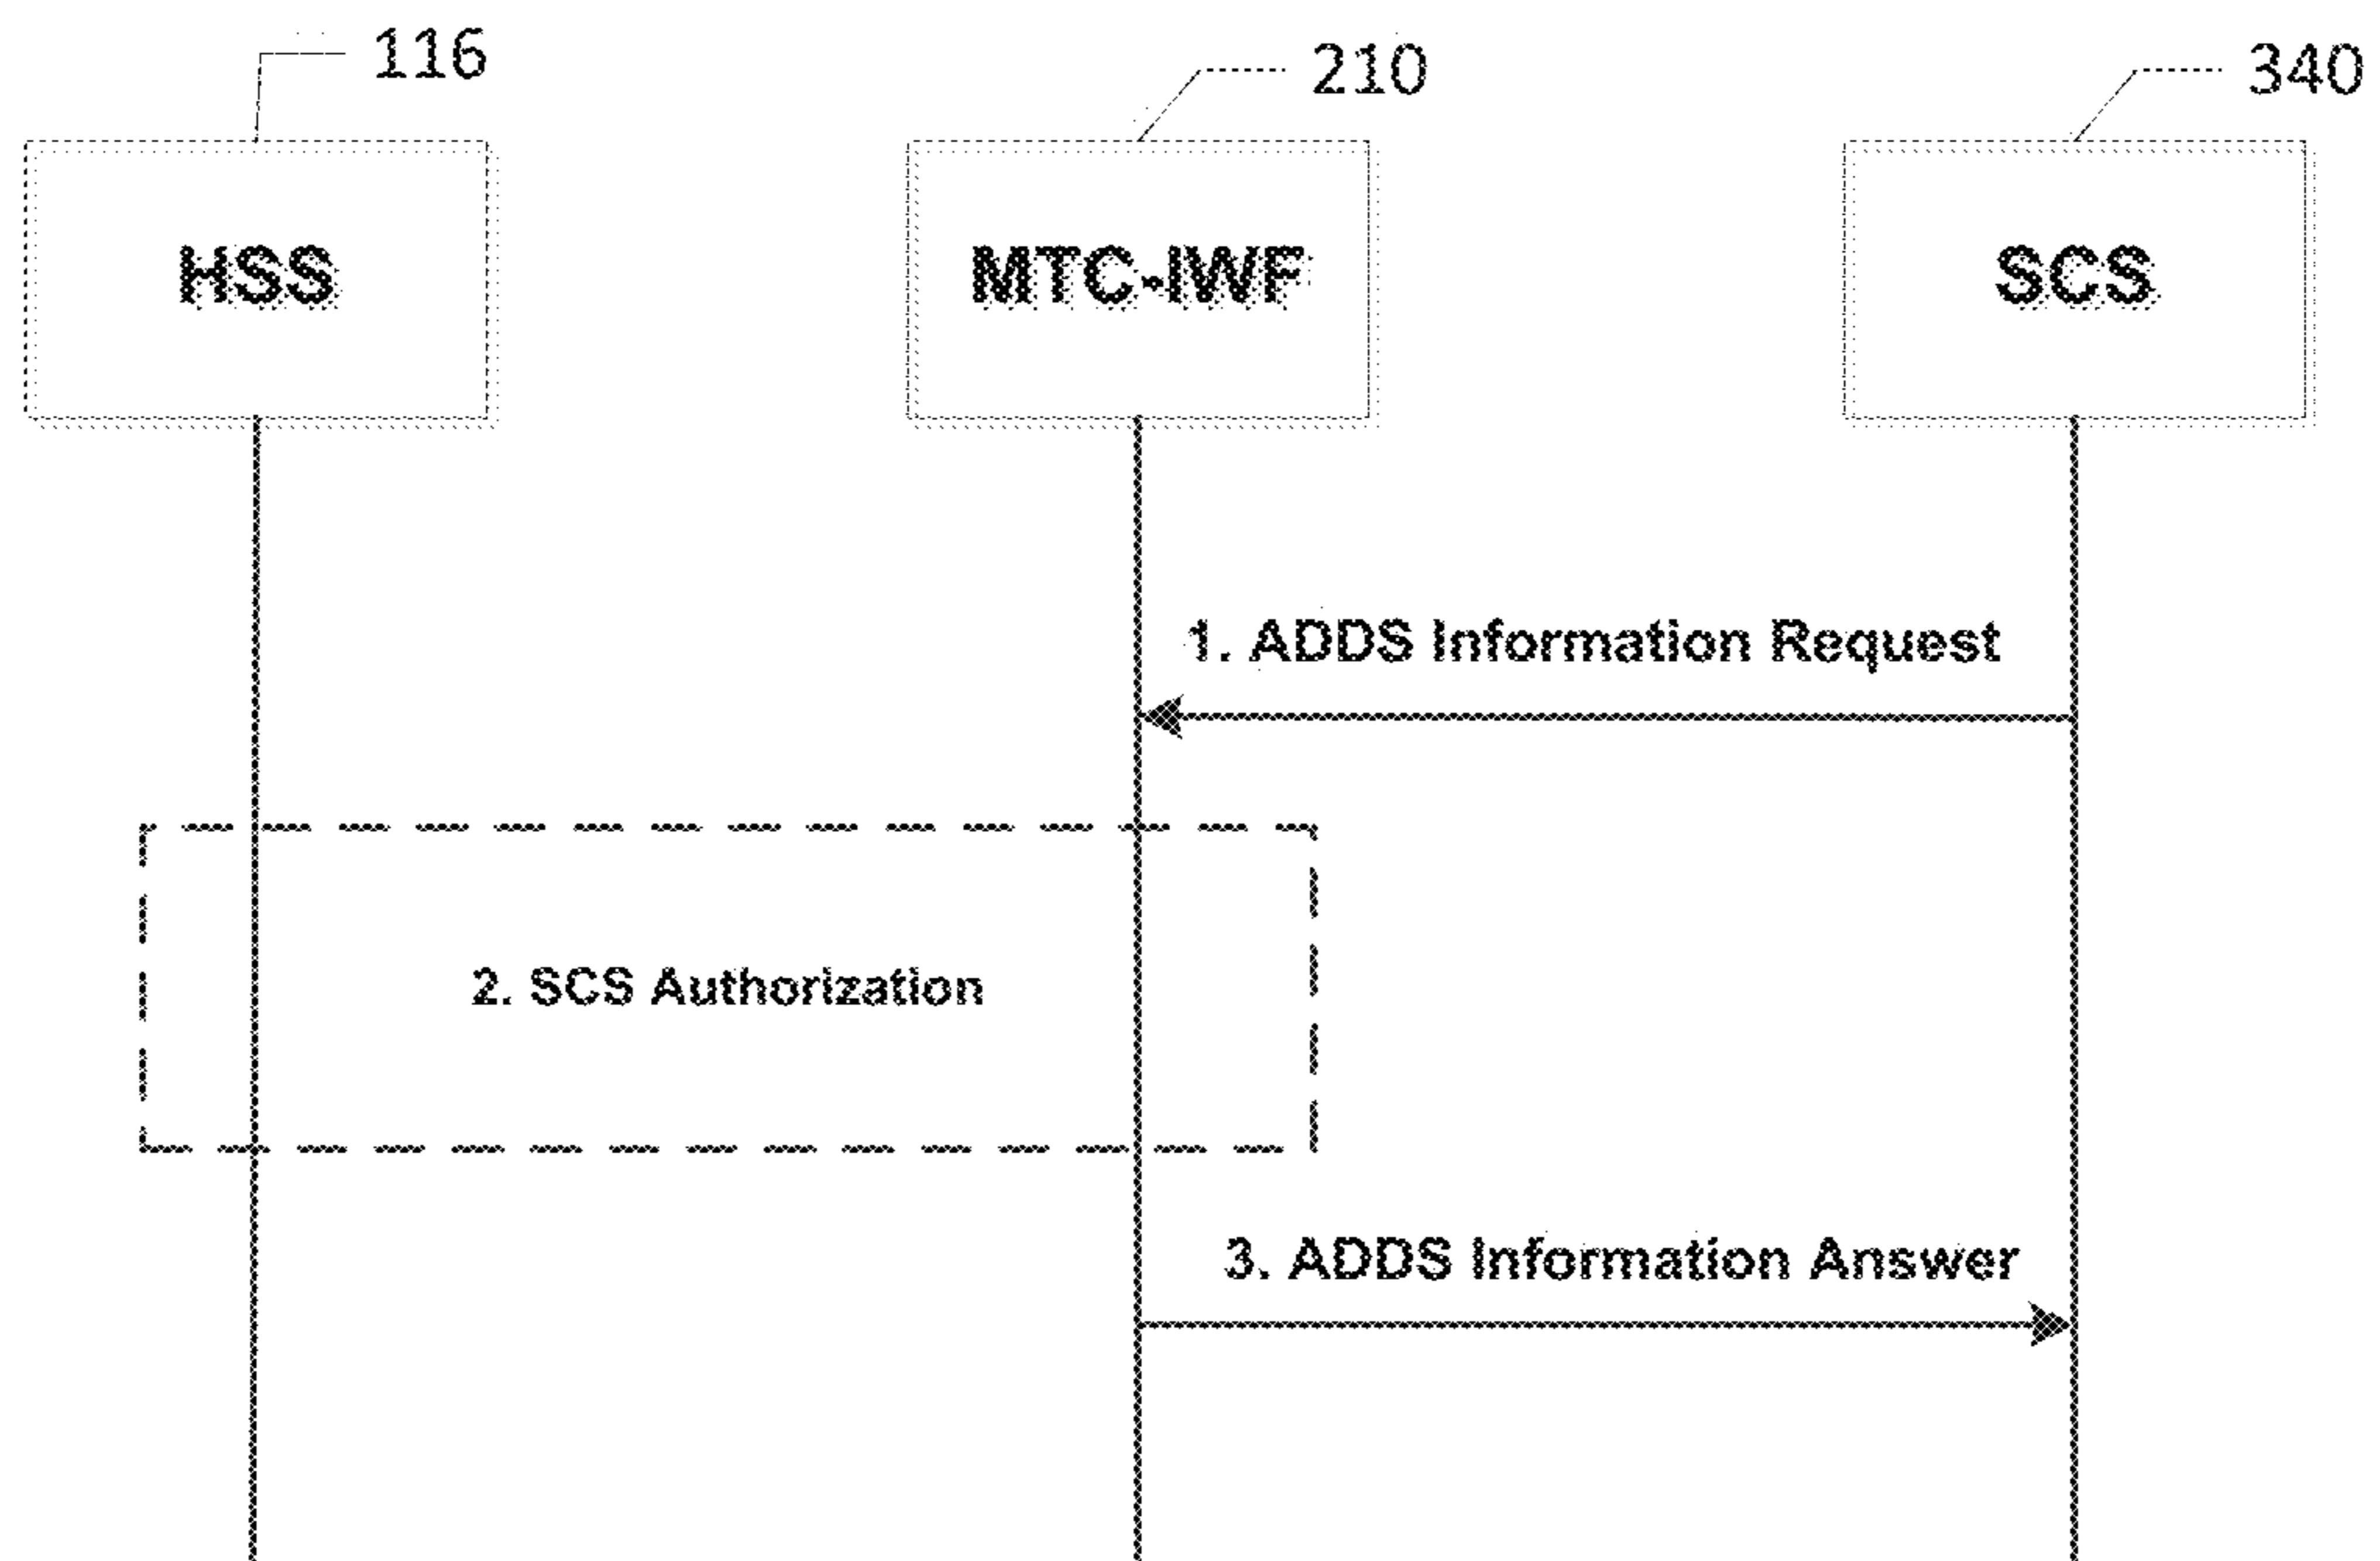 116
210
340
HSS
MTC-IWF
SCS
1. ADDS Information Request
2. SCS Authorization
3. ADDS Information Answer